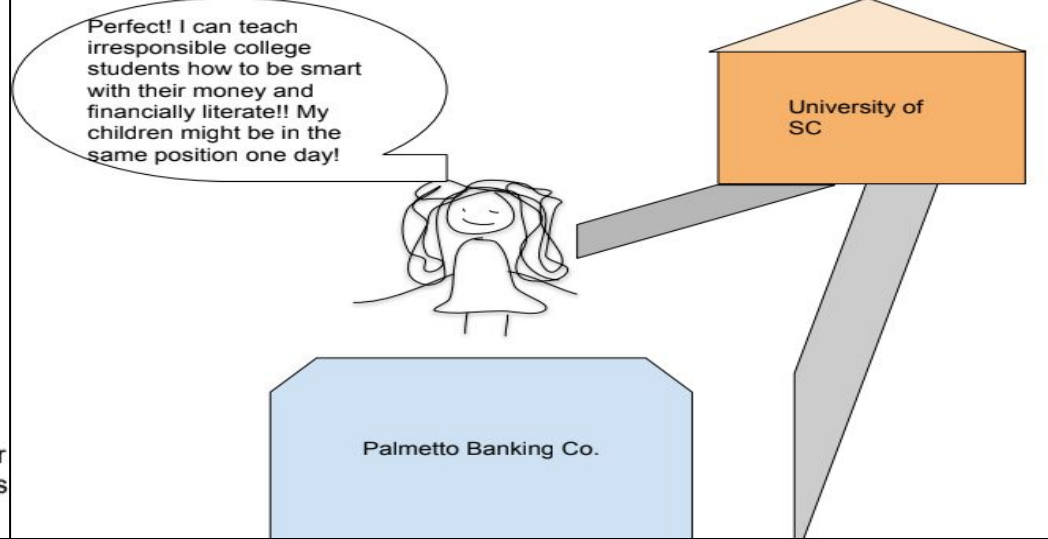 Perfect! I can teach
irresponsible college
students how to be smart
with their money and
financially literate!! My
children might be in the
same position one day!
University of
SC
Palmetto Banking Co.
r
s